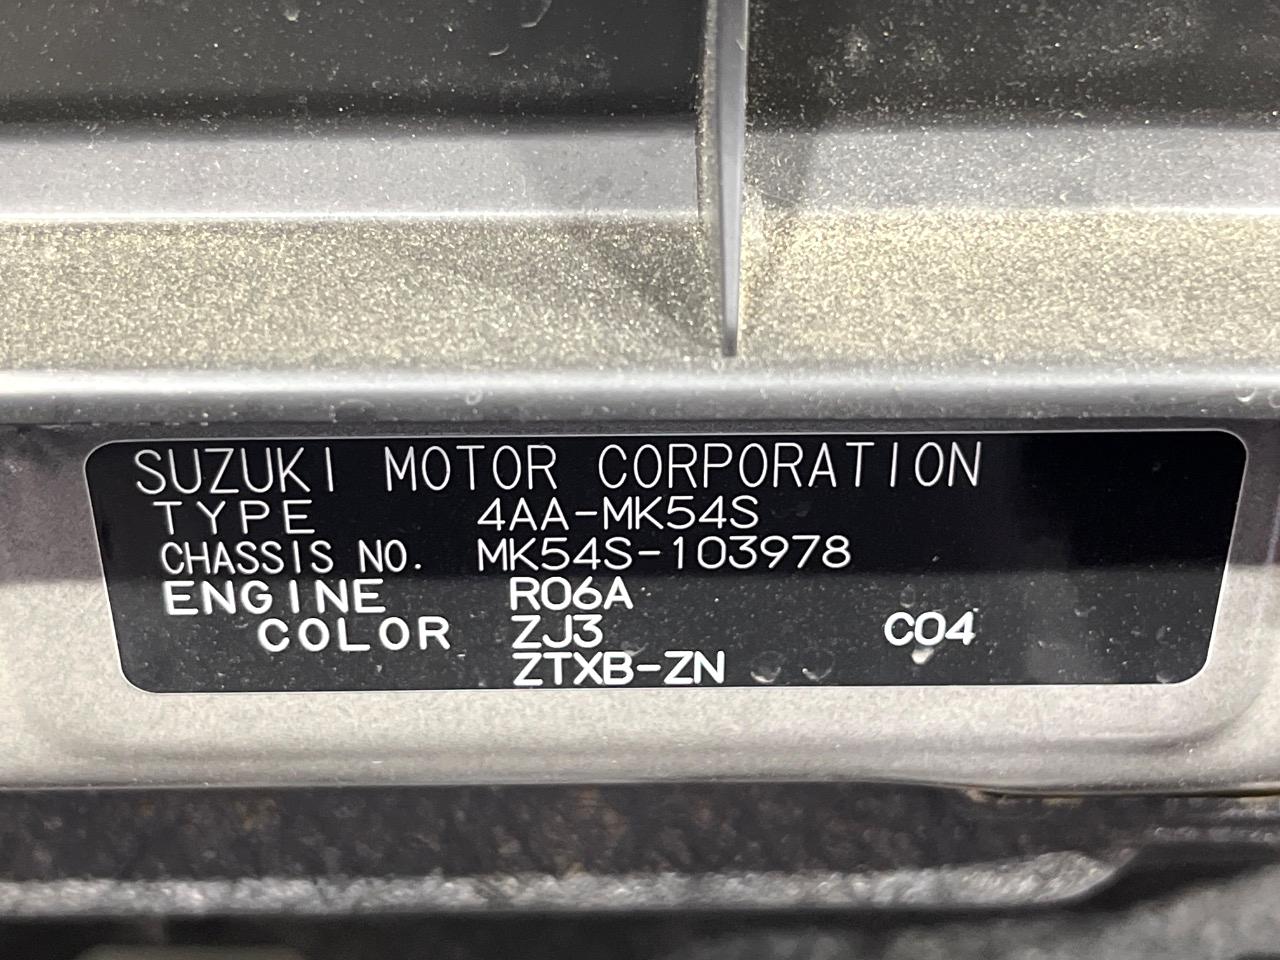 SUZUKI MOTOR CORPORATION
TYPE 4AA-MK54S
CHASSIS NO. MK54S-103978
ENGINE R06A
COLOR ZJ3 C04
ZTXB-ZN